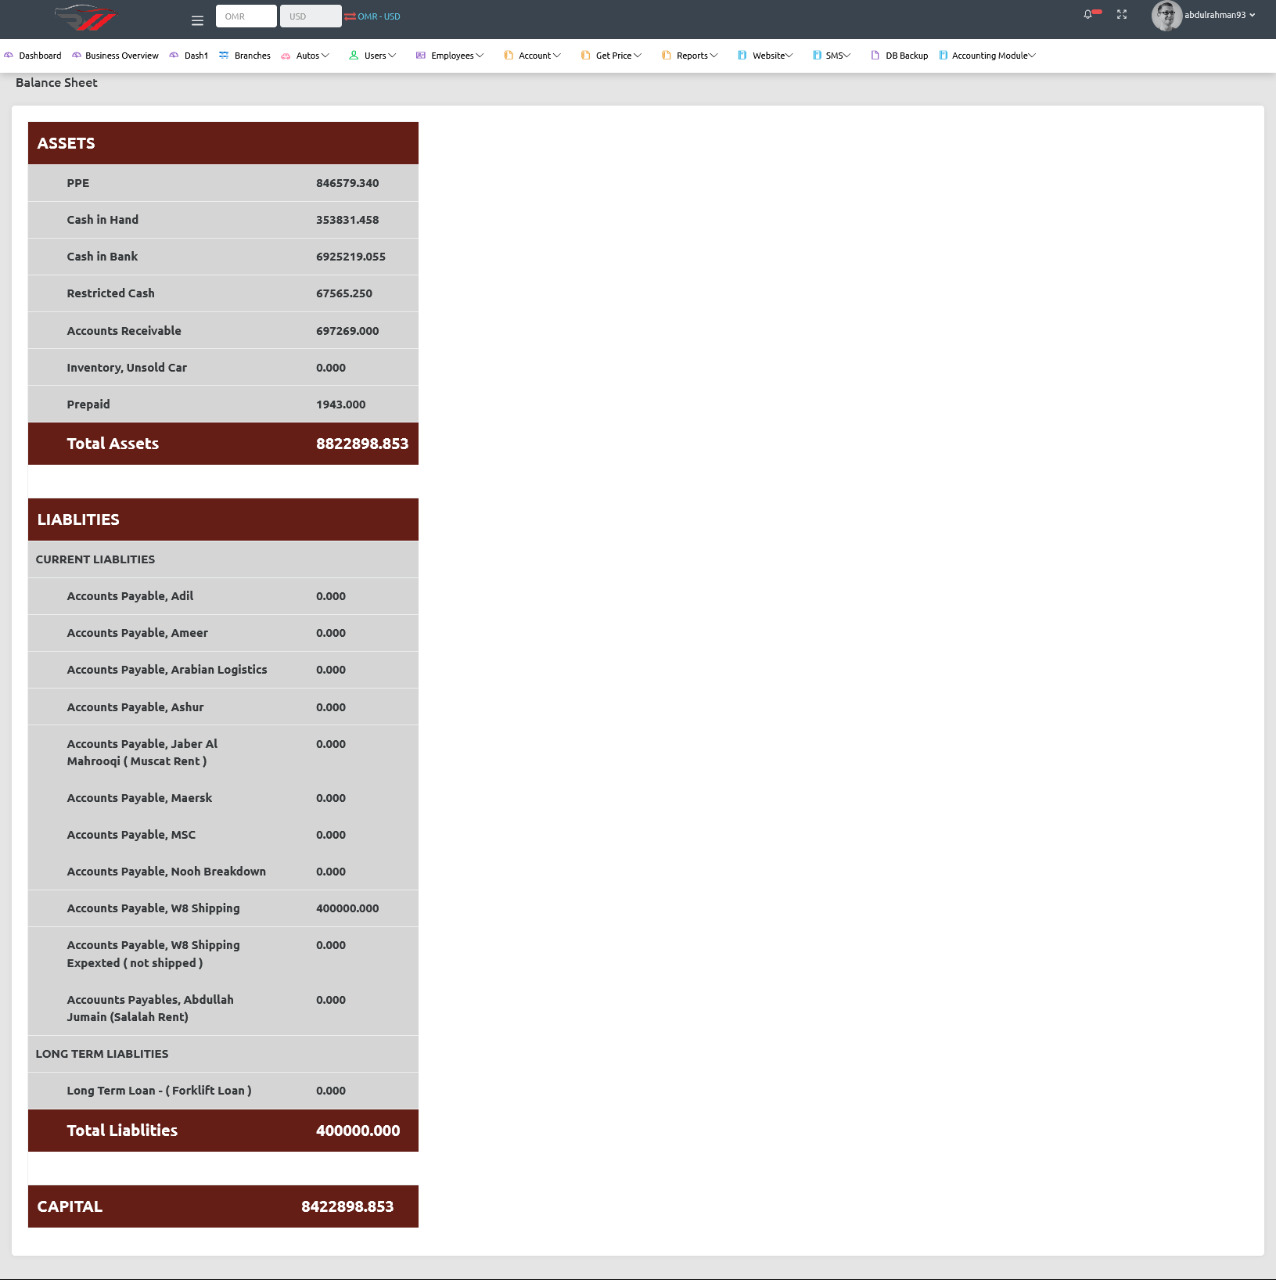 OMR USD OMR - USD abdulrahman93
Dashboard Business Overview Dash1 Branches Autos Users Employees Account Get Price Reports Website SMS DB Backup Accounting Module
Balance Sheet
ASSETS
PPE 846579.340
Cash in Hand 353831.458
Cash in Bank 6925219.055
Restricted Cash 67565.250
Accounts Receivable 697269.000
Inventory, Unsold Car 0.000
Prepaid 1943.000
Total Assets 8822898.853
LIABLITIES
CURRENT LIABLITIES
Accounts Payable, Adil 0.000
Accounts Payable, Ameer 0.000
Accounts Payable, Arabian Logistics 0.000
Accounts Payable, Ashur 0.000
Accounts Payable, Jaber Al 0.000
Mahrooqi ( Muscat Rent )
Accounts Payable, Maersk 0.000
Accounts Payable, MSC 0.000
Accounts Payable, Nooh Breakdown 0.000
Accounts Payable, W8 Shipping 400000.000
Accounts Payable, W8 Shipping 0.000
Expexted ( not shipped )
Accouunts Payables, Abdullah 0.000
Jumain (Salalah Rent)
LONG TERM LIABLITIES
Long Term Loan - ( Forklift Loan ) 0.000
Total Liablities 400000.000
CAPITAL 8422898.853